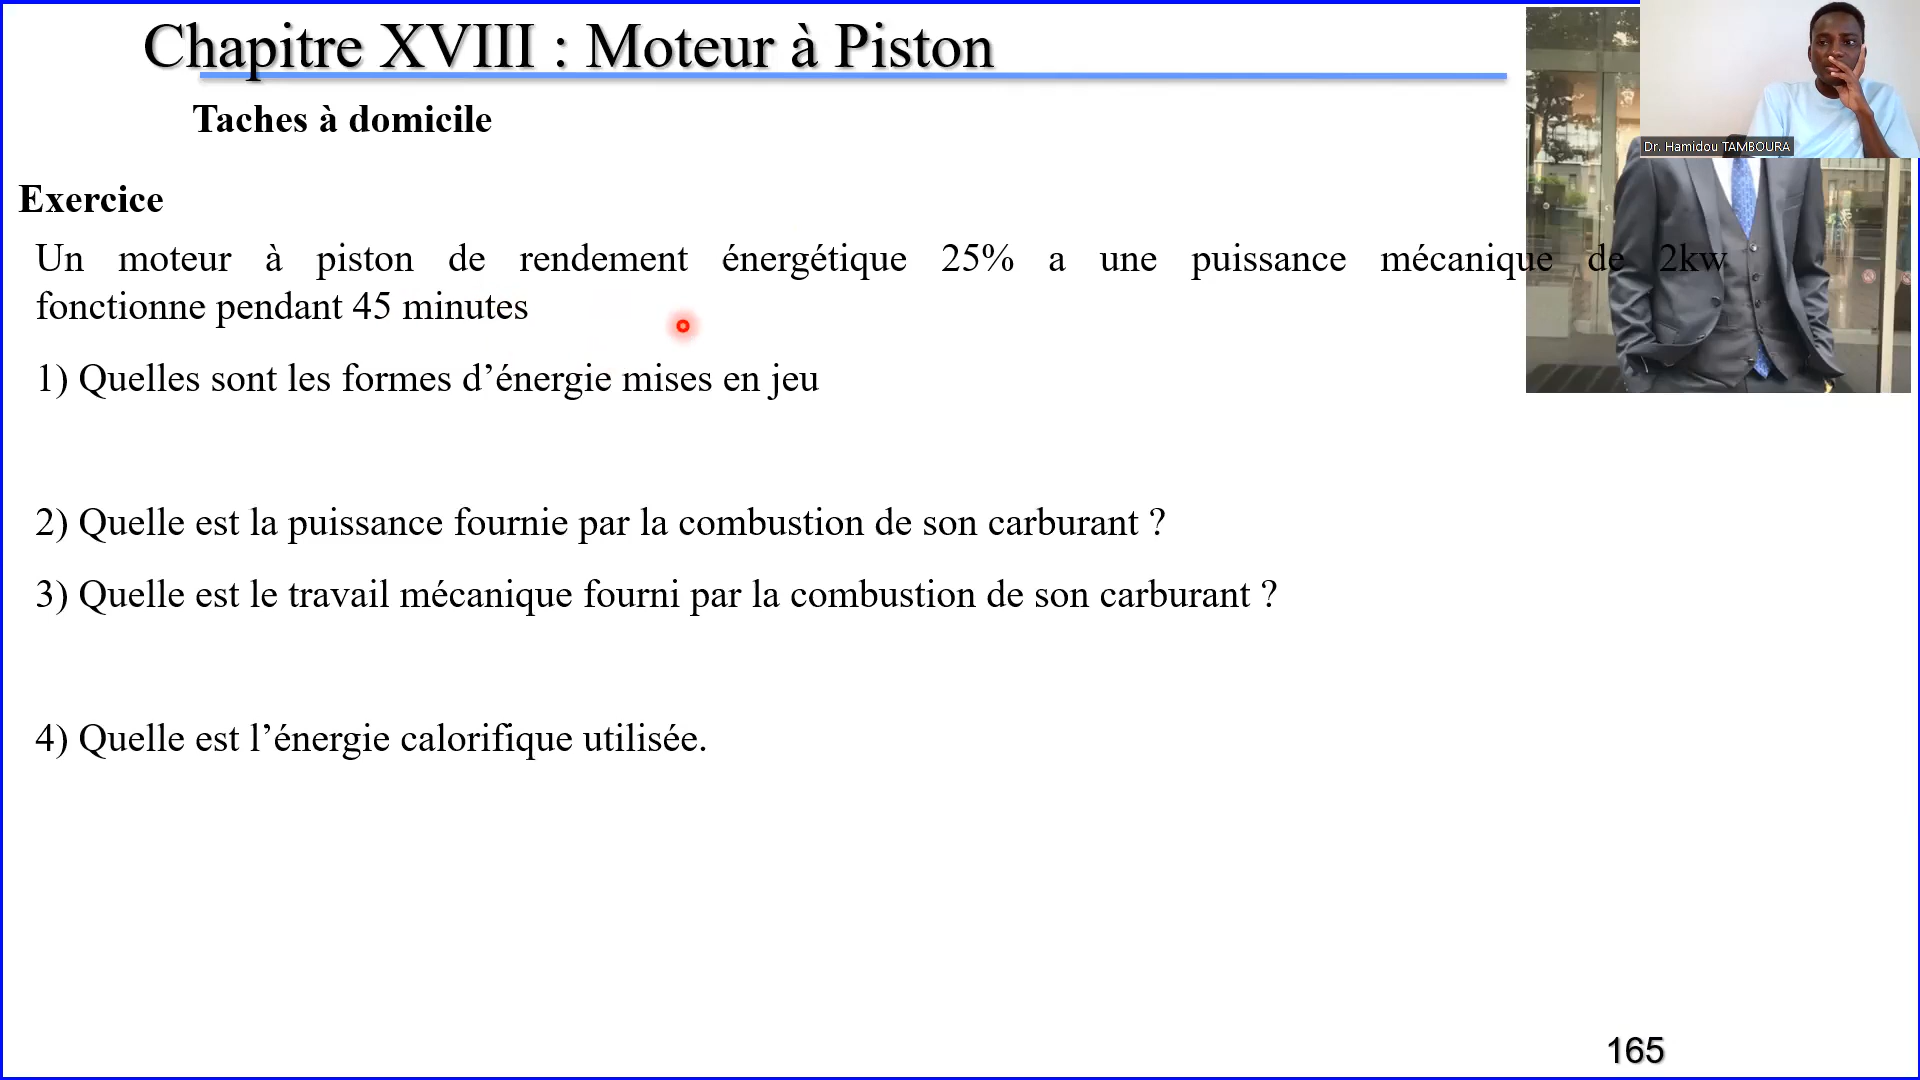 Chapitre XVIII : Moteur à Piston
Taches à domicile
Dr. Hamidou TAMBOURA
Exercice
Un moteur à piston de rendement énergétique 25% a une puissance mécanique de 2kw
fonctionne pendant 45 minutes
1) Quelles sont les formes d’énergie mises en jeu
2) Quelle est la puissance fournie par la combustion de son carburant ?
3) Quelle est le travail mécanique fourni par la combustion de son carburant ?
4) Quelle est l’énergie calorifique utilisée.
165